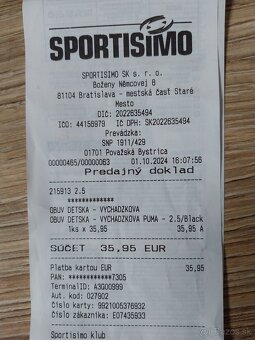 SPORTISIMO
SPORTISIMO SK s. r. o.
Boženy Němcovej 8
81104 Bratislava - mestská časť Staré
Mesto
DIČ: 2022635494
IČO: 44156979 IČ DPH: SK2022635494
Prevádzka:
SNP 1911/429
01701 Považská Bystrica
00000465/00000063 01.10.2024 16:07:56
Predajný doklad
215913 2.5
*************
OBUV DETSKA - VYCHADZKOVA
OBUV DETSKA - VYCHADZKOVA PUMA - 2.5/Black
1ks x 35,95 35,95 A
SÚČET 35,95 EUR
Platba kartou EUR 35,95
PAN: ************7305
TerminalID: A3G00999
Aut. kód: 027902
Číslo karty: 9921005376932
Číslo zákazníka: E07435933
Sportisimo klub